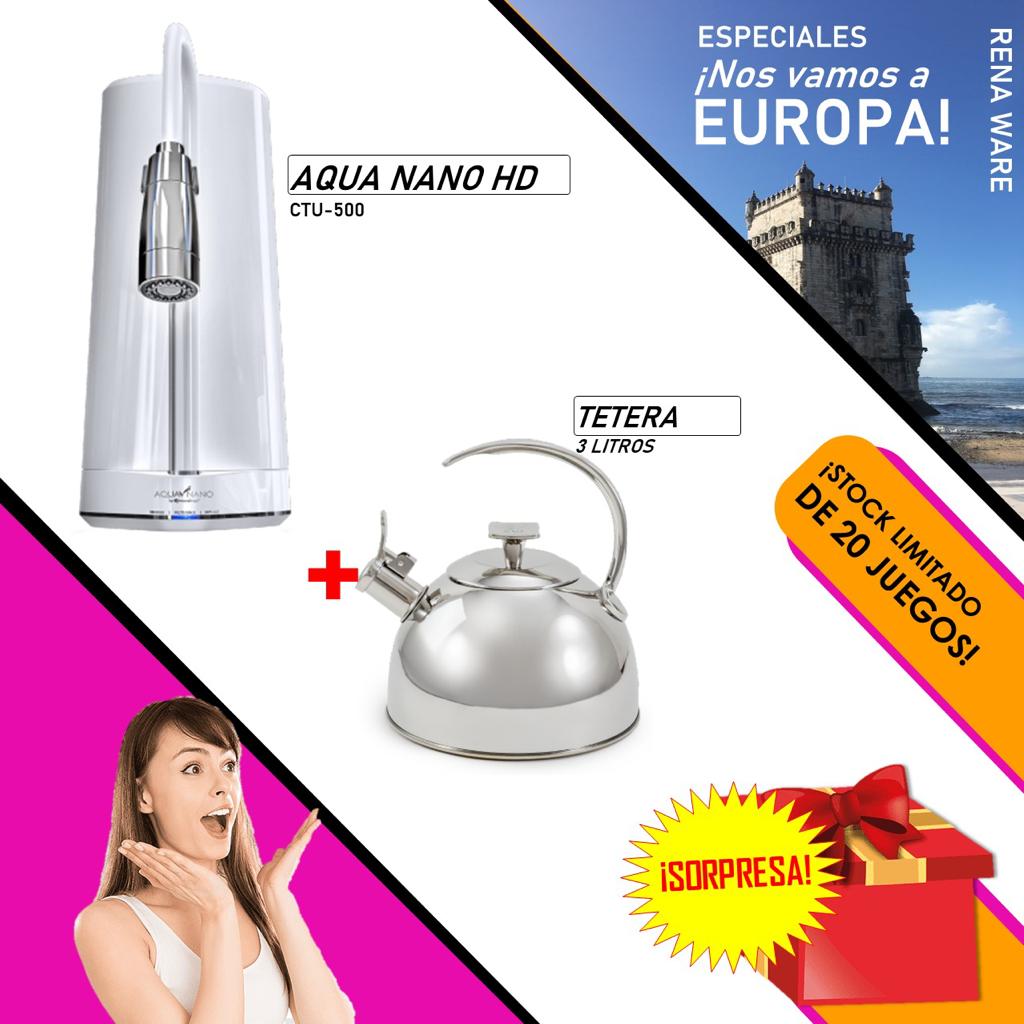 ESPECIALES
¡Nos vamos a
EUROPA!
RENA WARE
AQUA NANO HD
CTU-500
TETERA
3 LITROS
AQUA NANO
¡STOCK LIMITADO
DE 20 JUEGOS!
¡SORPRESA!